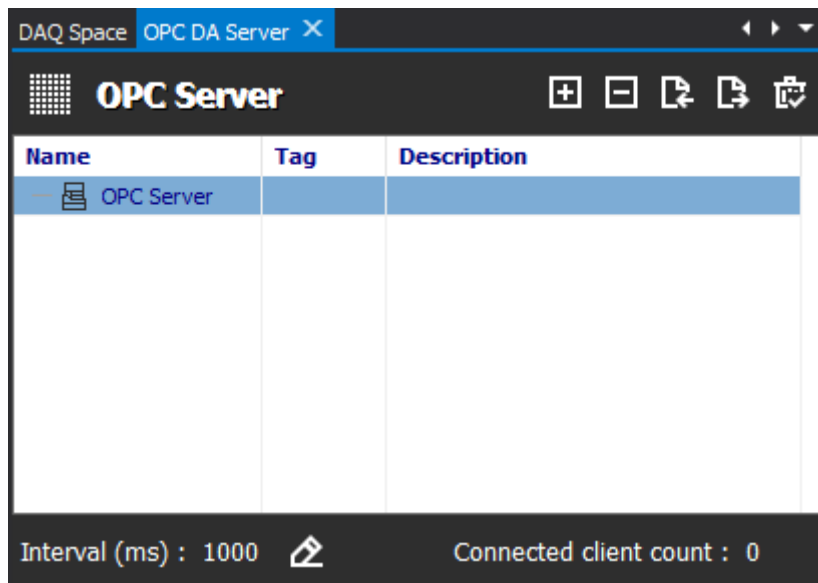 DAQ Space OPC DA Server
OPC Server
Name Tag Description
OPC Server
Interval (ms) : 1000 Connected client count : 0